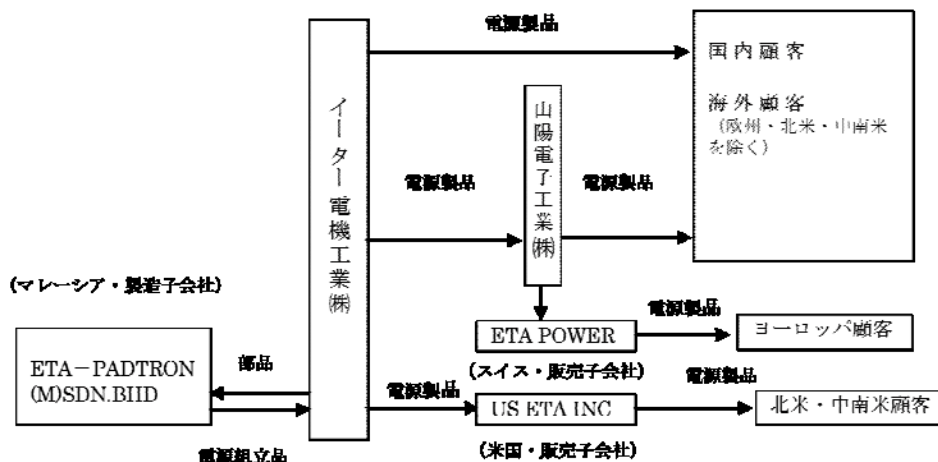 電源製品
国内顧客
海外顧客
(欧州・北米・中南米
を除く)
イーター電機工業㈱
山陽電子工業㈱
電源製品
電源製品
(マレーシア・製造子会社)
ETA-PADTRON
(M)SDN.BIID
部品
電源組立品
ETA POWER
(スイス・販売子会社)
電源製品
ヨーロッパ顧客
電源製品
US ETA INC
(米国・販売子会社)
電源製品
北米・中南米顧客